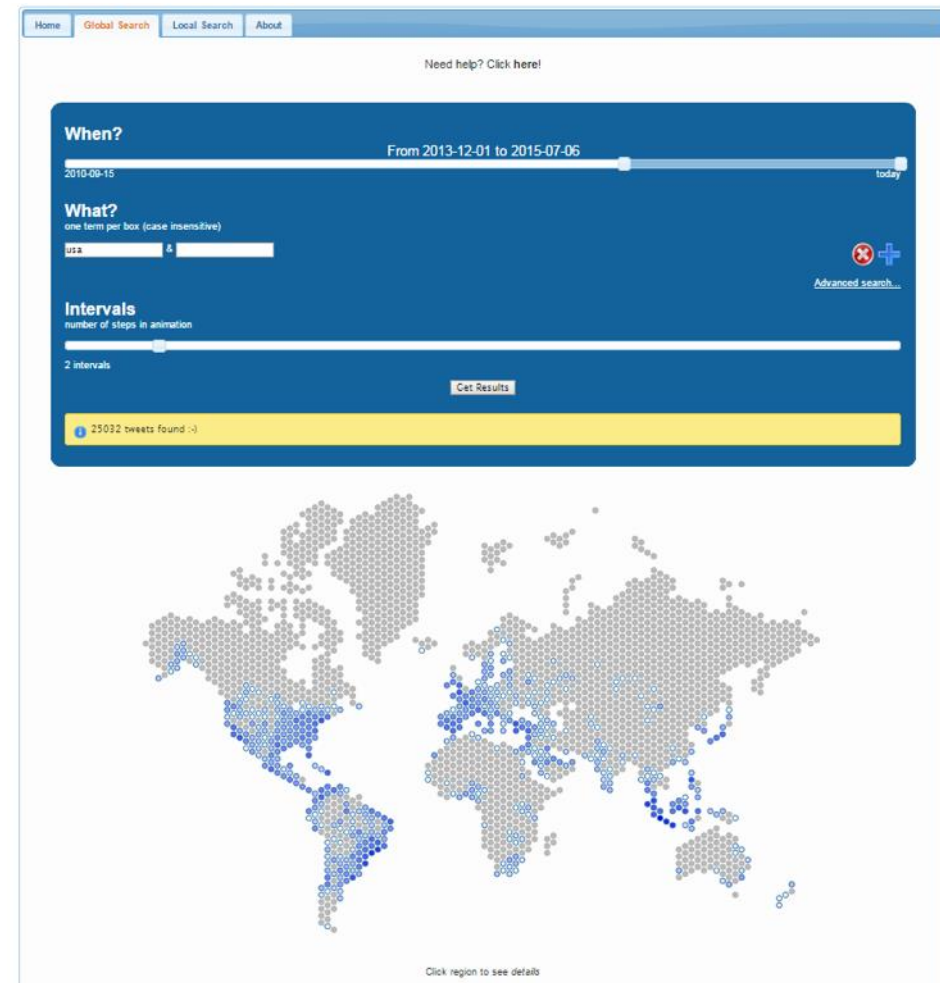 Home Global Search Local Search About
Need help? Click here!
When?
From 2013-12-01 to 2015-07-06
2010-09-15 today
What?
one term per box (case insensitive)
usa &
Advanced search...
Intervals
number of steps in animation
2 intervals
Get Results
25032 tweets found :-)
Click region to see details